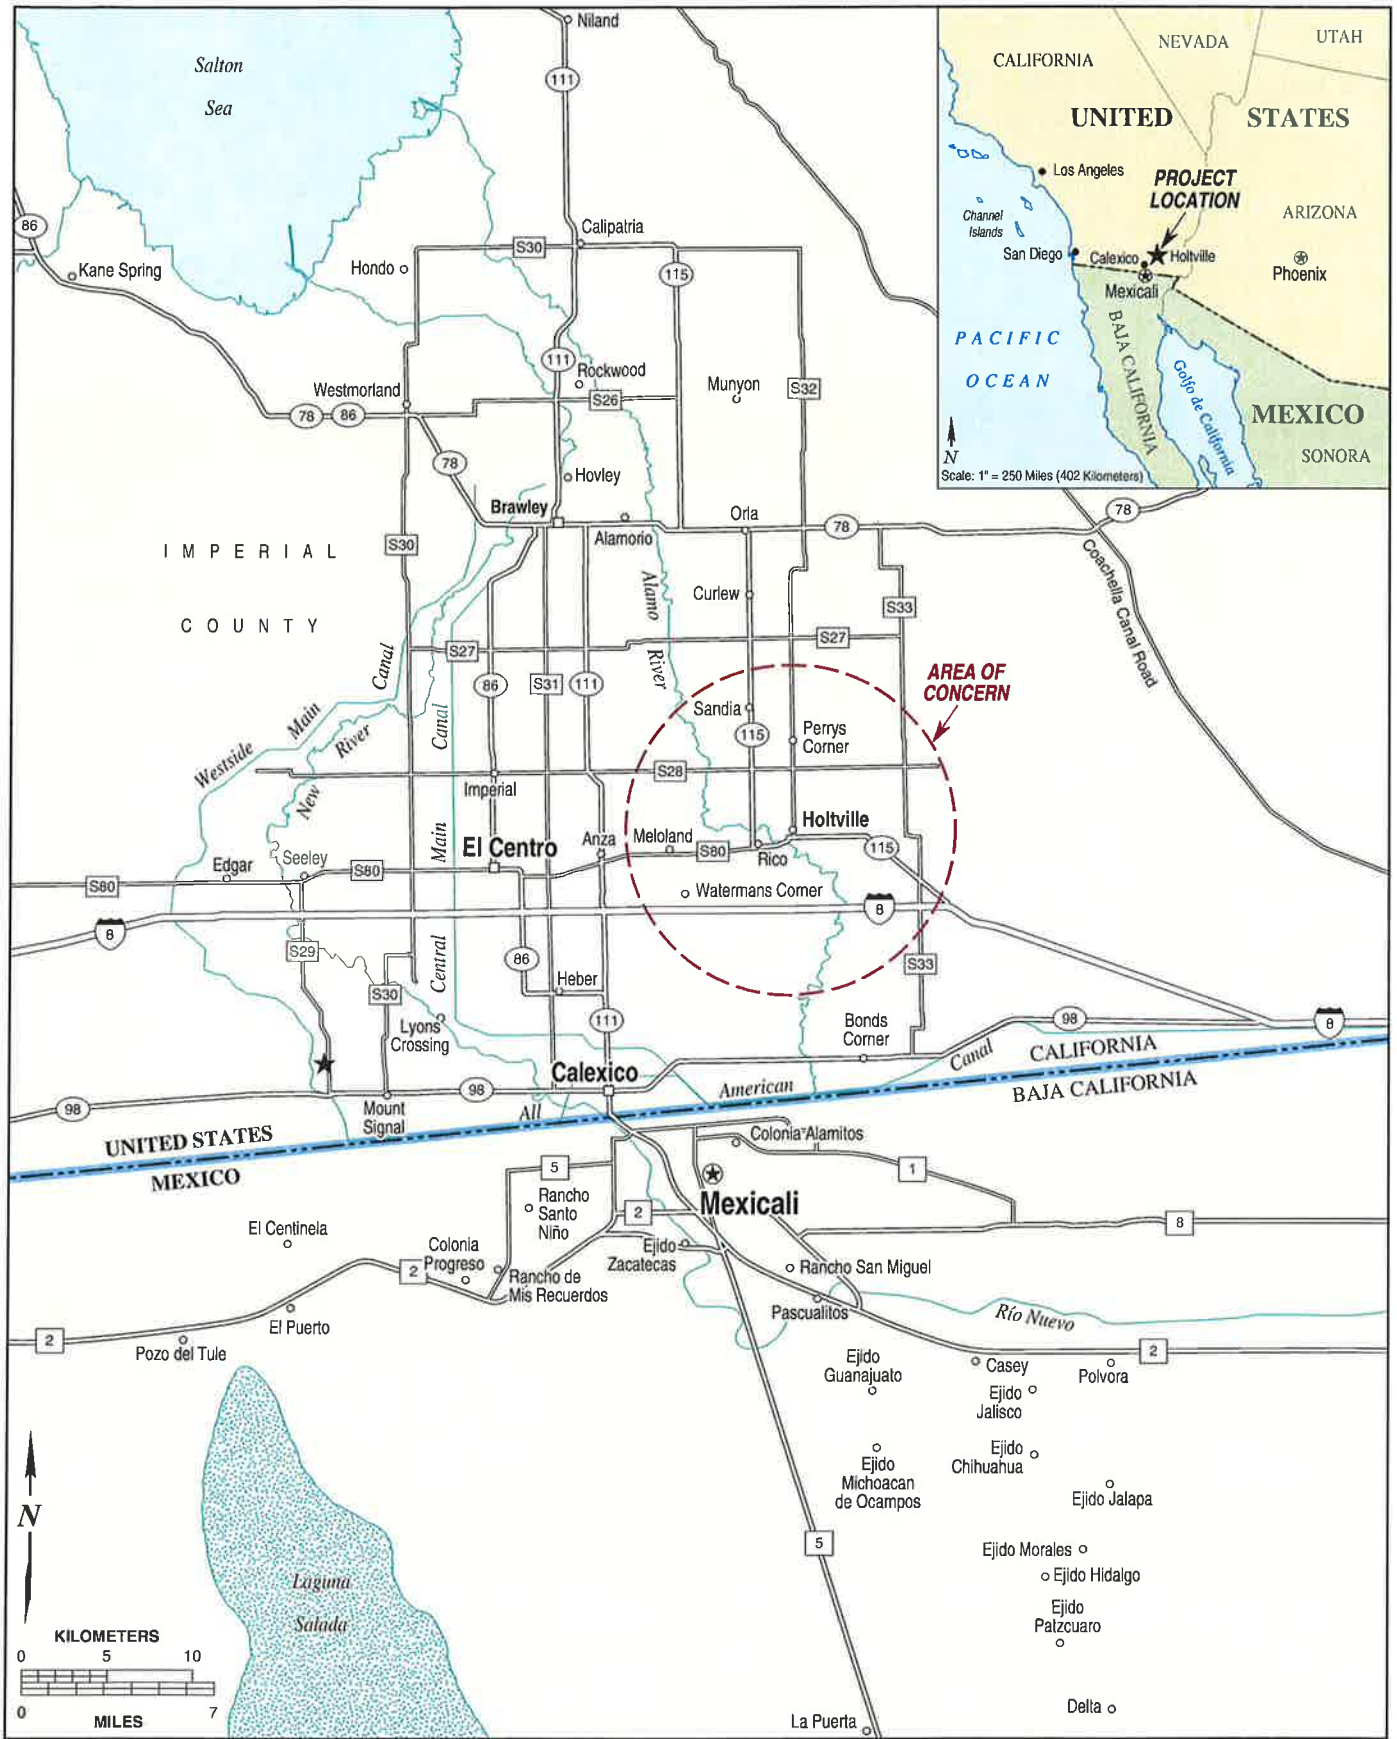 Niland
Salton
Sea
111
86
Kane Spring
Hondo
S30
Calipatria
115
111
Rockwood
Westmorland
S26
Munyon
S32
78
86
78
Hovley
Brawley
Alamorio
Orla
78
78
S30
IMPERIAL
COUNTY
Alamo
River
Curlew
S33
Coachella Canal Road
S27
S27
Canal
Main
Westside
River
New
86
S31
111
Canal
Main
Central
Sandia
115
Perrys
Corner
AREA OF
CONCERN
S28
Imperial
El Centro
Anza
Meloland
S80
Rico
Holtville
115
Edgar
Seeley
S80
S80
Watermans Corner
8
8
S29
S30
86
Heber
S33
Lyons
Crossing
111
Bonds
Corner
98
8
Calexico
98
98
Mount
Signal
All
American
Canal
CALIFORNIA
BAJA CALIFORNIA
UNITED STATES
MEXICO
Colonia Alamitos
1
5
Mexicali
Rancho
Santo
Niño
2
8
El Centinela
Colonia
Progreso
2
Rancho de
Mis Recuerdos
Ejido
Zacatecas
Rancho San Miguel
Pascualitos
Río Nuevo
El Puerto
2
Pozo del Tule
Ejido
Guanajuato
Casey
2
Polvora
Ejido
Jalisco
Ejido
Chihuahua
Ejido
Michoacan
de Ocampos
Ejido Jalapa
5
Ejido Morales
Ejido Hidalgo
Ejido
Patzcuaro
Laguna
Salada
Delta
La Puerta
N
KILOMETERS
0 5 10
0 7
MILES
CALIFORNIA
NEVADA
UTAH
UNITED STATES
Los Angeles
PROJECT
LOCATION
Channel
Islands
ARIZONA
San Diego
Calexico
Holtville
Phoenix
Mexicali
PACIFIC
OCEAN
BAJA CALIFORNIA
Golfo de California
MEXICO
SONORA
N
Scale: 1" = 250 Miles (402 Kilometers)